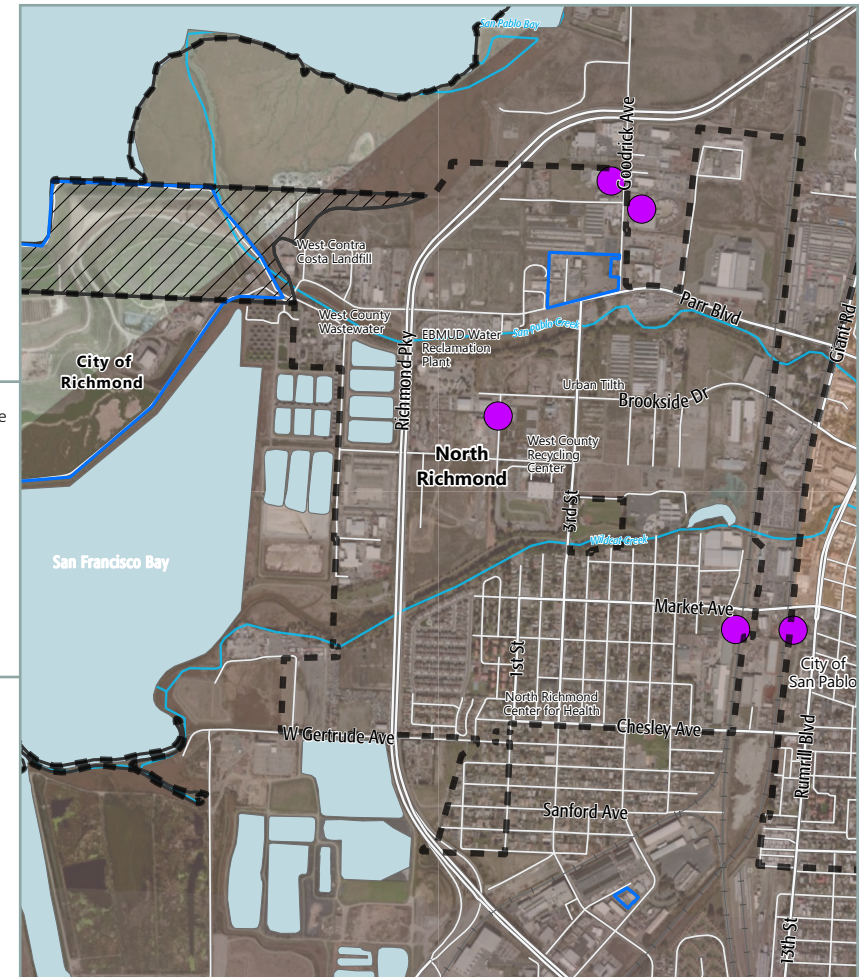 San Pablo Bay
Goodrick Ave
West Contra
Costa Landfill
Parr Blvd
West County
Wastewater
EBMUD Water
Reclamation
Plant
San Pablo Creek
Giant Rd
Richmond Pky
City of
Richmond
e
Urban Tilth
Brookside Dr
North
Richmond
West County
Recycling
Center
3rd St
Wildcat Creek
San Francisco Bay
Market Ave
1st St
City of
San Pablo
North Richmond
Center for Health
Chesley Ave
W Gertrude Ave
Rumrill Blvd
Sanford Ave
13th St